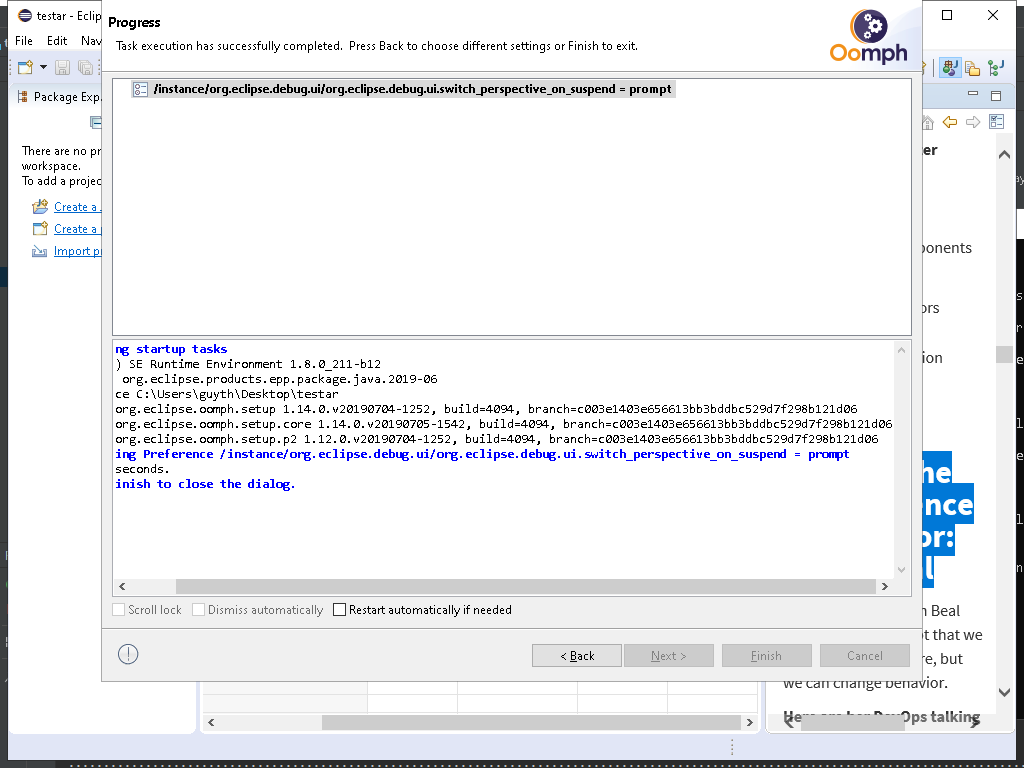 testar - Eclip
File Edit Nav
Package Exp
There are no pr
workspace.
To add a projec
Create a
Create a
Import pr
Progress
Task execution has successfully completed. Press Back to choose different settings or Finish to exit.
Oomph
/instance/org.eclipse.debug.ui/org.eclipse.debug.ui.switch_perspective_on_suspend = prompt
ng startup tasks
) SE Runtime Environment 1.8.0_211-b12
org.eclipse.products.epp.package.java.2019-06
ce C:\Users\guyth\Desktop\testar
org.eclipse.oomph.setup 1.14.0.v20190704-1252, build=4094, branch=c003e1403e656613bb3bddbc529d7f298b121d06
org.eclipse.oomph.setup.core 1.14.0.v20190705-1542, build=4094, branch=c003e1403e656613bb3bddbc529d7f298b121d06
org.eclipse.oomph.setup.p2 1.12.0.v20190704-1252, build=4094, branch=c003e1403e656613bb3bddbc529d7f298b121d06
ing Preference /instance/org.eclipse.debug.ui/org.eclipse.debug.ui.switch_perspective_on_suspend = prompt
seconds.
inish to close the dialog.
Scroll lock Dismiss automatically Restart automatically if needed
< Back Next > Finish Cancel
er
ponents
ors
ion
he
ence
or:
l
n Beal
t that we
re, but
we can change behavior.
Here are her DevOps talking